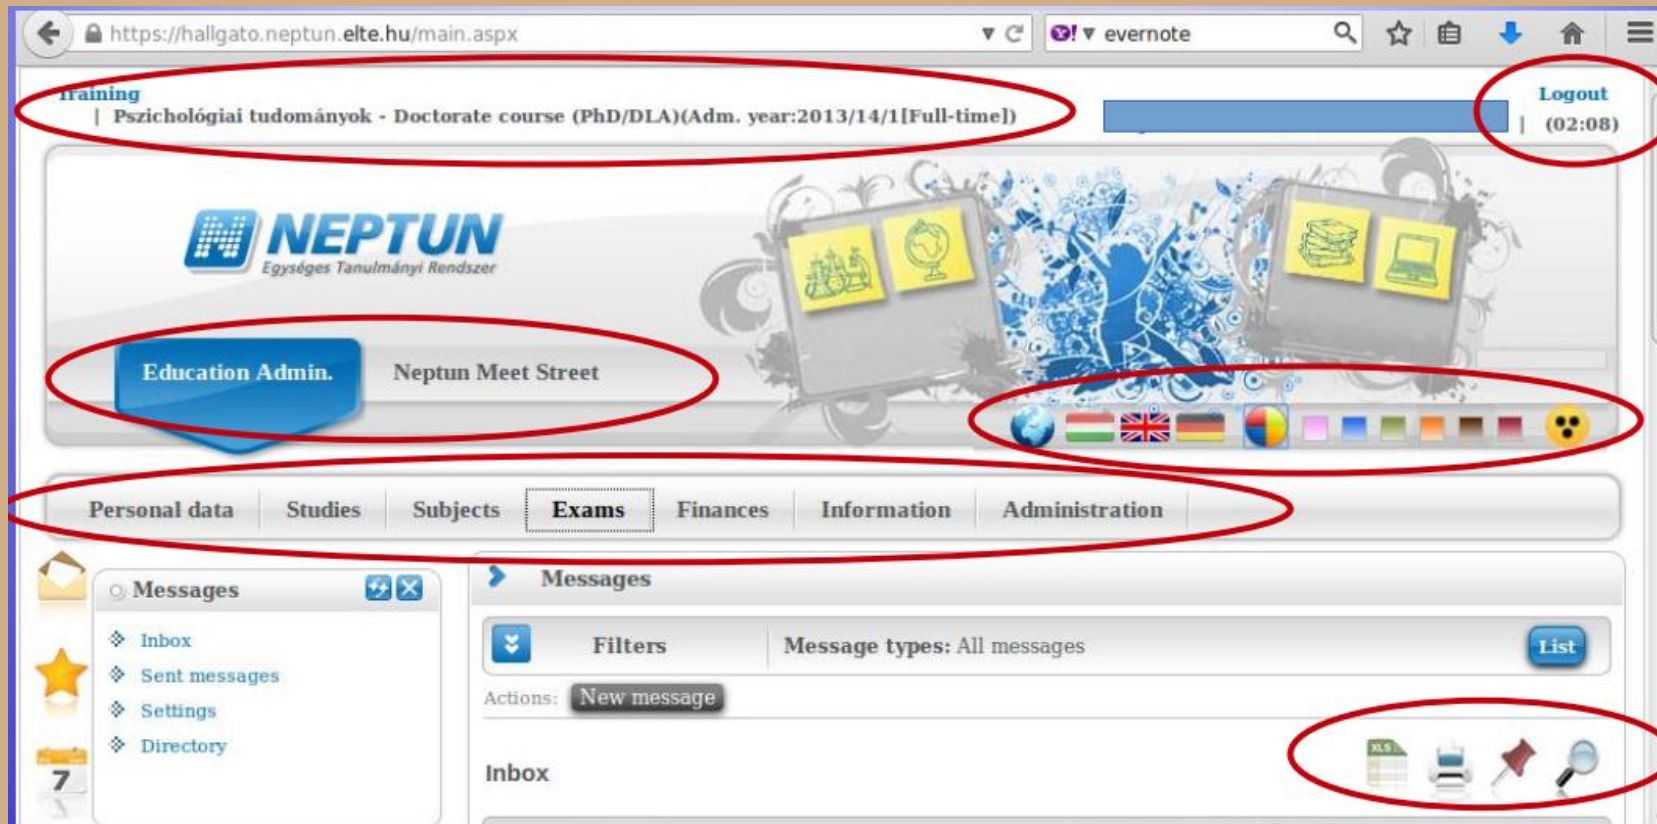 https://hallgato.neptun.elte.hu/main.aspx
evernote
Training
| Pszichológiai tudományok - Doctorate course (PhD/DLA)(Adm. year:2013/14/1[Full-time])
Logout
| (02:08)
NEPTUN
Egységes Tanulmányi Rendszer
Education Admin.
Neptun Meet Street
Personal data
Studies
Subjects
Exams
Finances
Information
Administration
Messages
Inbox
Sent messages
Settings
Directory
7
Messages
Filters
Message types: All messages
List
Actions: New message
XLS
Inbox